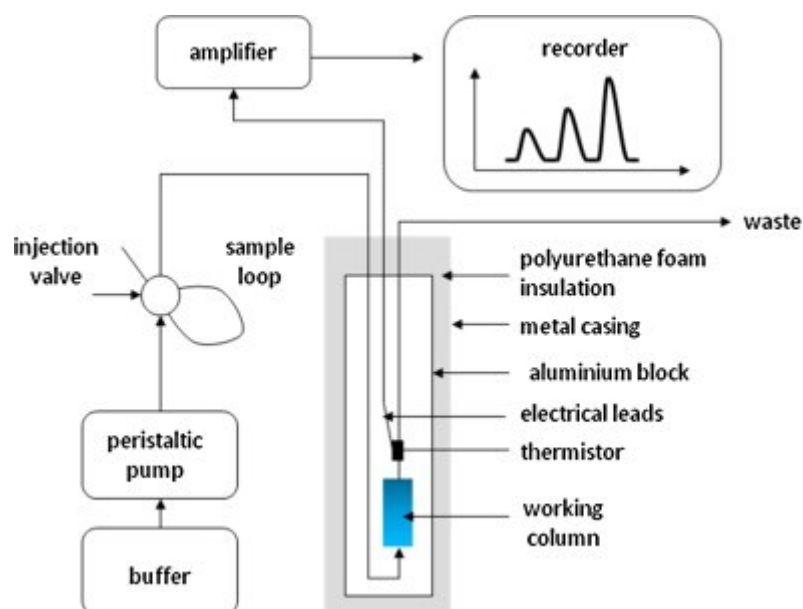 amplifier
recorder
waste
injection
valve
sample
loop
polyurethane foam
insulation
metal casing
aluminium block
electrical leads
thermistor
peristaltic
pump
working
column
buffer